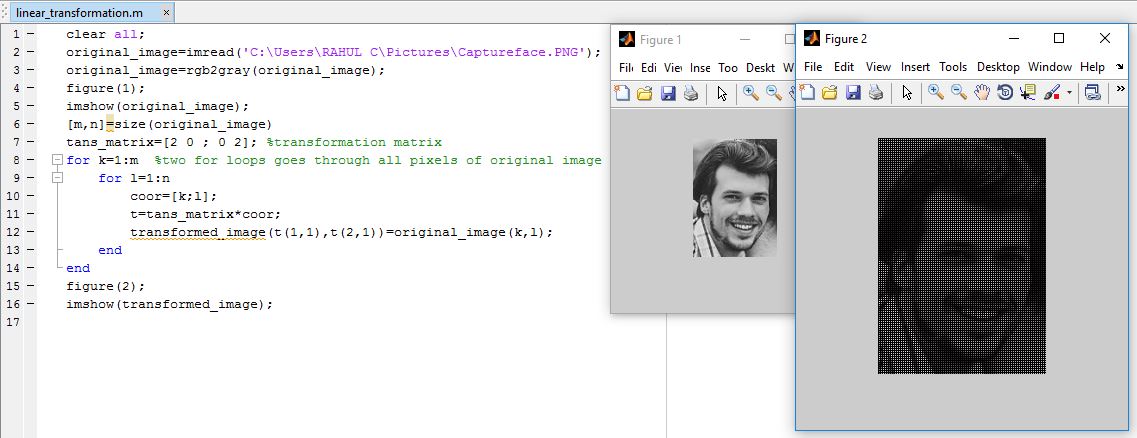 linear_transformation.m ×
1 – clear all;
2 – original_image=imread('C:\Users\RAHUL C\Pictures\Captureface.PNG');
3 – original_image=rgb2gray(original_image);
4 – figure(1);
5 – imshow(original_image);
6 – [m,n]=size(original_image)
7 – tans_matrix=[2 0 ; 0 2]; %transformation matrix
8 – for k=1:m %two for loops goes through all pixels of original image
9 – for l=1:n
10 – coor=[k;l];
11 – t=tans_matrix*coor;
12 – transformed_image(t(1,1),t(2,1))=original_image(k,l);
13 – end
14 – end
15 – figure(2);
16 – imshow(transformed_image);
17
Figure 1
File Edi Viev Inse Too Deskt W
Figure 2
File Edit View Insert Tools Desktop Window Help